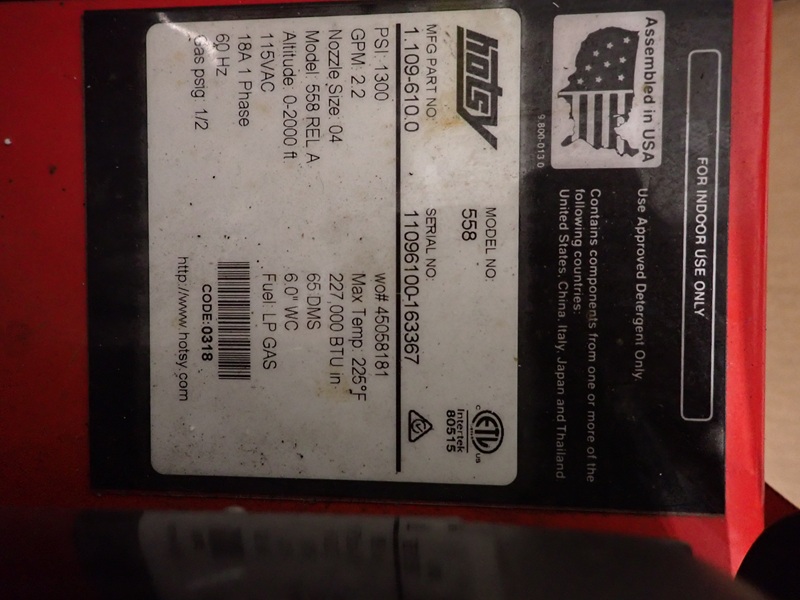 FOR INDOOR USE ONLY
Assembled in USA
9.800-013.0
Use Approved Detergent Only.
Contains components from one or more of the
following countries:
United States, China, Italy, Japan and Thailand
hotsy
MODEL NO:
558
C ETL US
Intertek
80515
MFG PART NO:
1.109-610.0
SERIAL NO:
11096100-163367
PSI: 1300
wo# 45058181
GPM: 2.2
Max Temp: 225°F
Nozzle Size: 04
227,000 BTU in.
Model: 558 REL A
65 DMS
Altitude: 0-2000 ft
6.0" WC
115VAC
Fuel: LP GAS
18A 1 Phase
60 Hz
CODE:0318
Gas psig: 1/2
http://www.hotsy.com